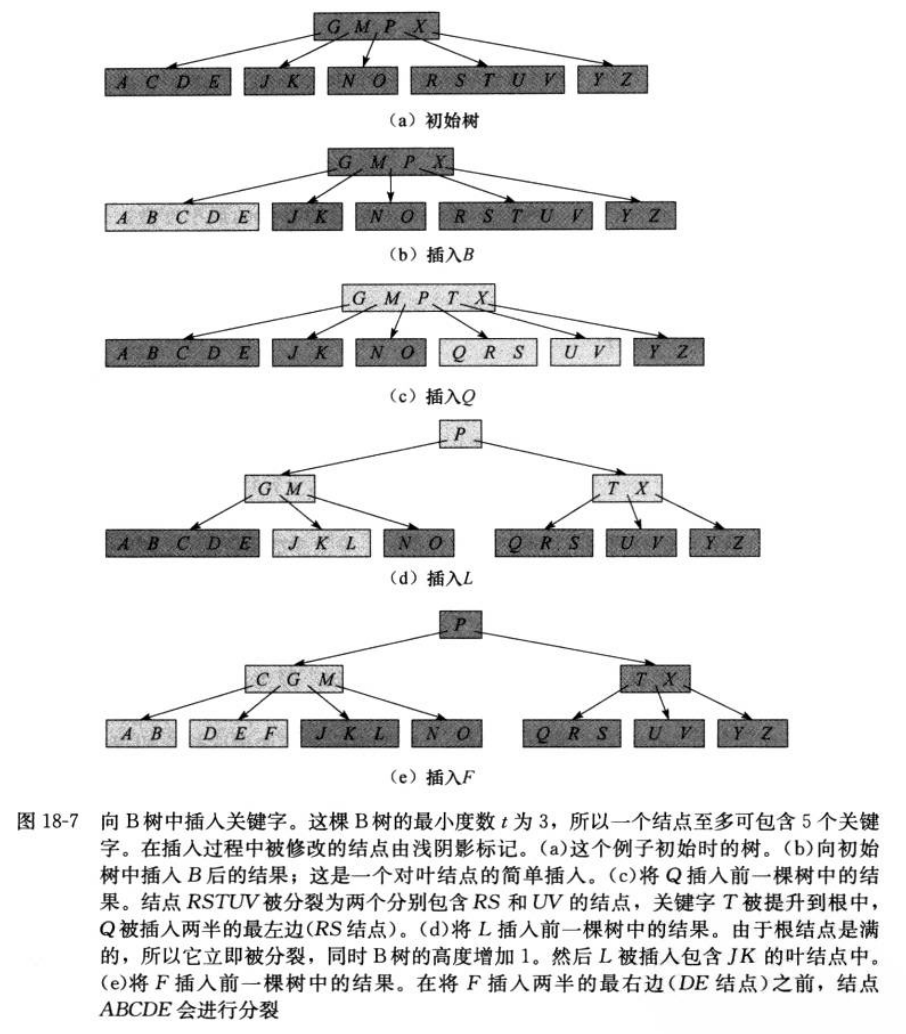 G M P X
A C D E J K N O R S T U V Y Z
(a) 初始树
G M P X
A B C D E J K N O R S T U V Y Z
(b) 插入B
G M P T X
A B C D E J K N O Q R S U V Y Z
(c) 插入Q
P
G M T X
A B C D E J K L N O Q R S U V Y Z
(d) 插入L
P
C G M T X
A B D E F J K L N O Q R S U V Y Z
(e) 插入F
图 18-7 向 B 树中插入关键字。这棵 B 树的最小度数 t 为 3，所以一个结点至多可包含 5 个关键
字。在插入过程中被修改的结点由浅阴影标记。(a)这个例子初始时的树。(b)向初始
树中插入 B 后的结果；这是一个对叶结点的简单插入。(c)将 Q 插入前一棵树中的结
果。结点 RSTUV 被分裂为两个分别包含 RS 和 UV 的结点，关键字 T 被提升到根中，
Q 被插入两半的最左边(RS 结点)。(d)将 L 插入前一棵树中的结果。由于根结点是满
的，所以它立即被分裂，同时 B 树的高度增加 1。然后 L 被插入包含 JK 的叶结点中。
(e)将 F 插入前一棵树中的结果。在将 F 插入两半的最右边(DE 结点)之前，结点
ABCDE 会进行分裂